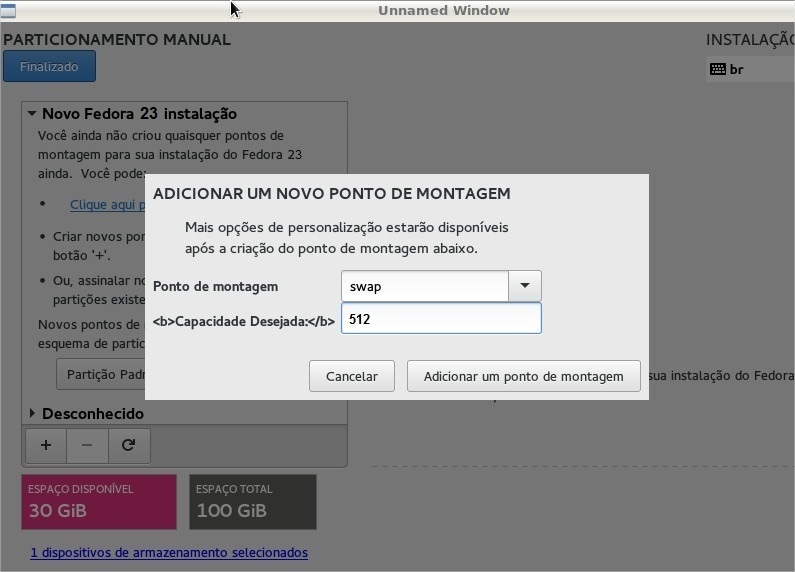 Unnamed Window
PARTICIONAMENTO MANUAL
INSTALAÇÃ
Finalizado
br
Novo Fedora 23 instalação
Você ainda não criou quaisquer pontos de
montagem para sua instalação do Fedora 23
ainda. Você pode:
• Clique aqui p
• Criar novos por
botão '+'.
• Ou, assinalar no
partições existe
Novos pontos de
esquema de partic
Partição Padr
Desconhecido
ADICIONAR UM NOVO PONTO DE MONTAGEM
Mais opções de personalização estarão disponíveis
após a criação do ponto de montagem abaixo.
Ponto de montagem
swap
<b>Capacidade Desejada:</b>
512
Cancelar
Adicionar um ponto de montagem
sua instalação do Fedora
+ −
ESPAÇO DISPONÍVEL
30 GiB
ESPAÇO TOTAL
100 GiB
1 dispositivos de armazenamento selecionados